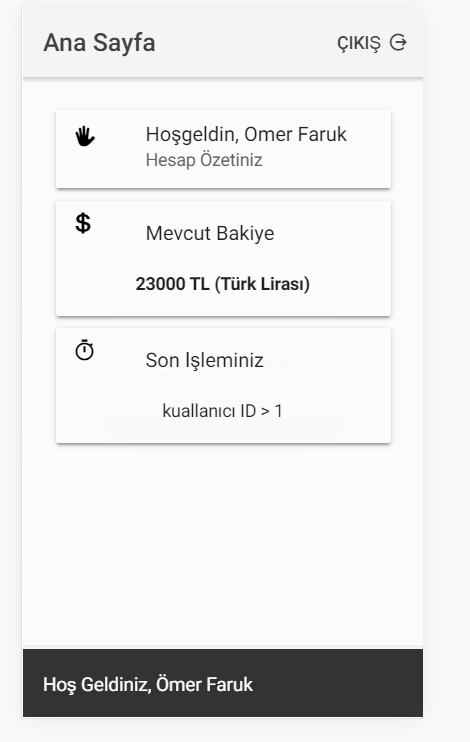 Ana Sayfa
ÇIKIŞ
Hoşgeldin, Omer Faruk
Hesap Özetiniz
$
Mevcut Bakiye
23000 TL (Türk Lirası)
Son Işleminiz
kuallanıcı ID > 1
Hoş Geldiniz, Ömer Faruk